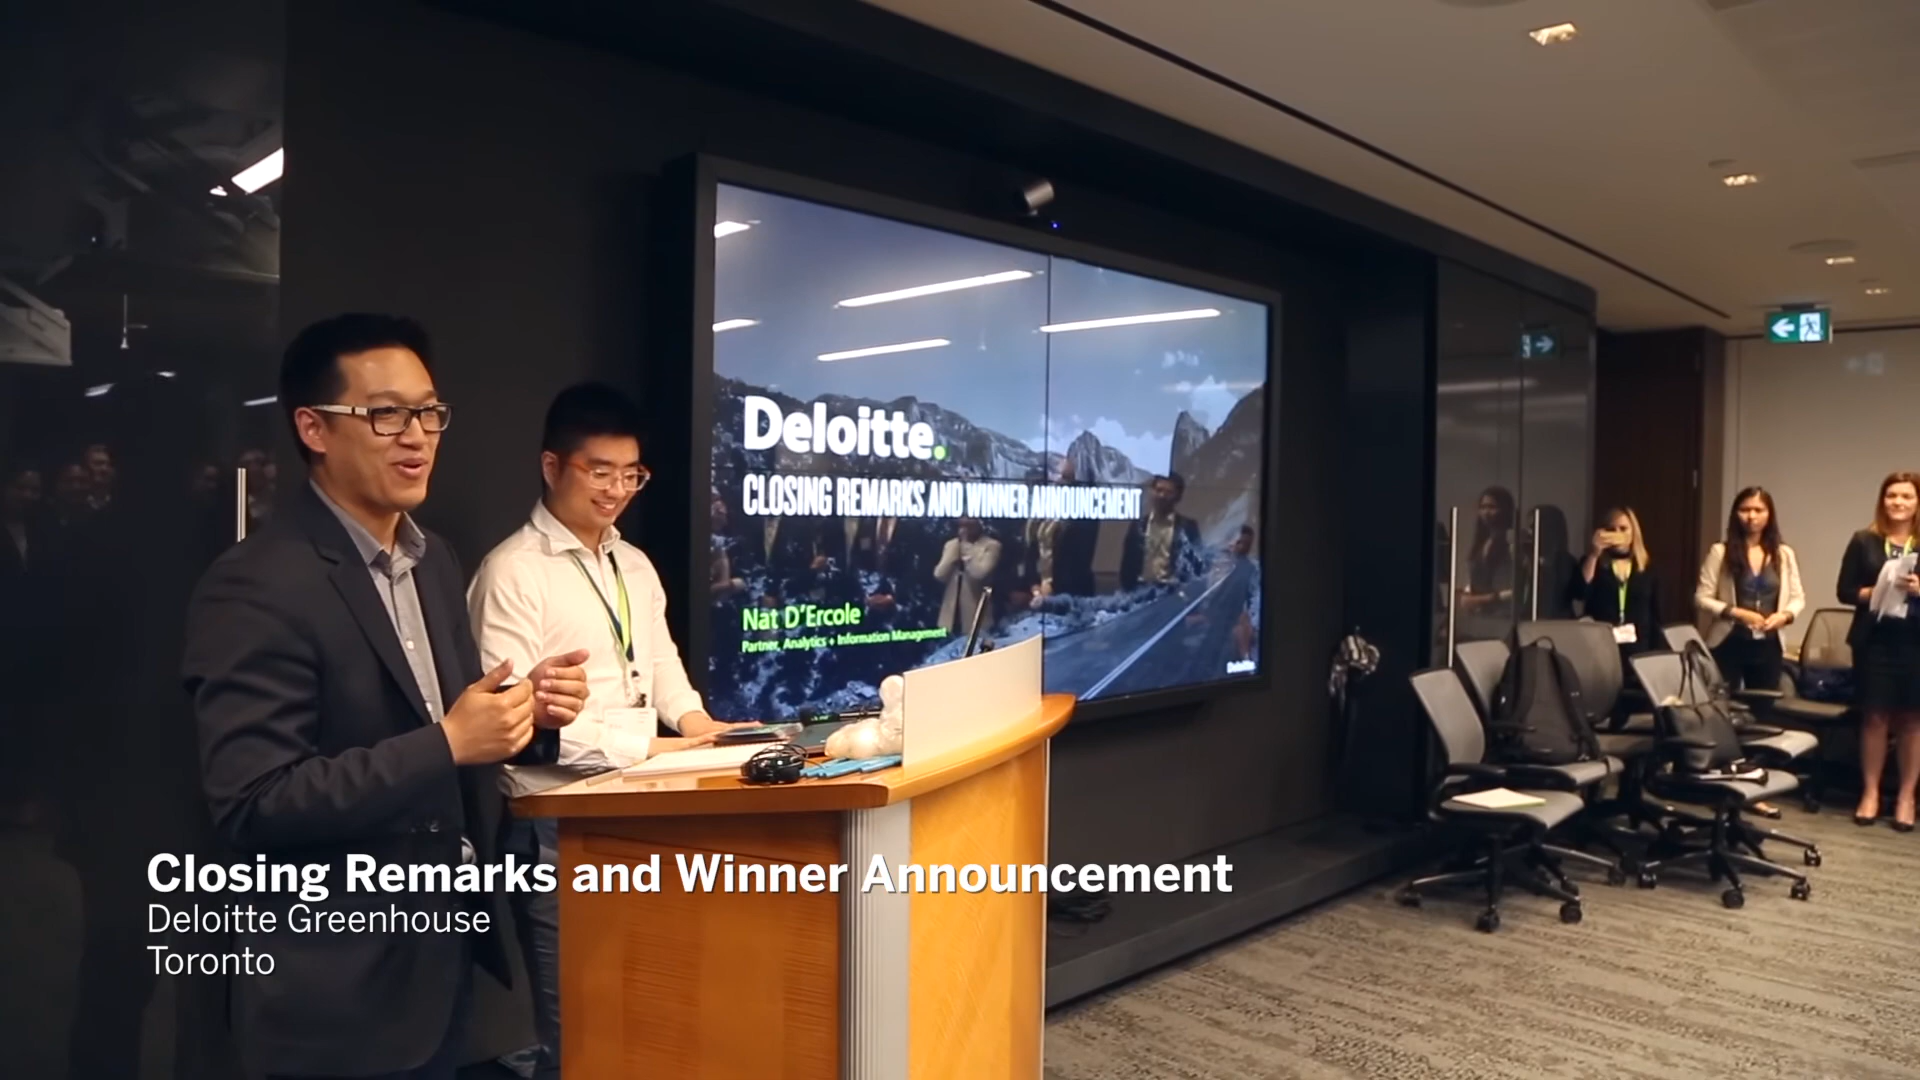 Deloitte.
CLOSING REMARKS AND WINNER ANNOUNCEMENT
Nat D'Ercole
Partner, Analytics + Information Management
Deloitte.
Closing Remarks and Winner Announcement
Deloitte Greenhouse
Toronto